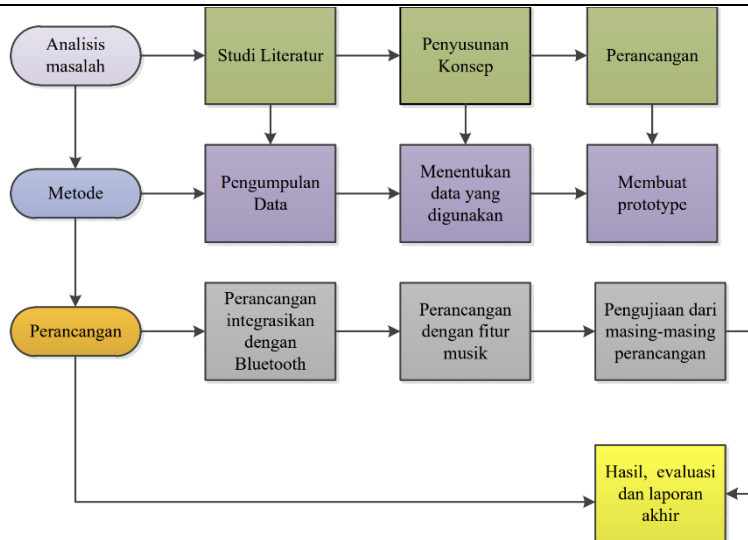 Analisis
masalah
Studi Literatur
Penyusunan
Konsep
Perancangan
Metode
Pengumpulan
Data
Menentukan
data yang
digunakan
Membuat
prototype
Perancangan
Perancangan
integrasikan
dengan
Bluetooth
Perancangan
dengan fitur
musik
Pengujiaan dari
masing-masing
perancangan
Hasil, evaluasi
dan laporan
akhir